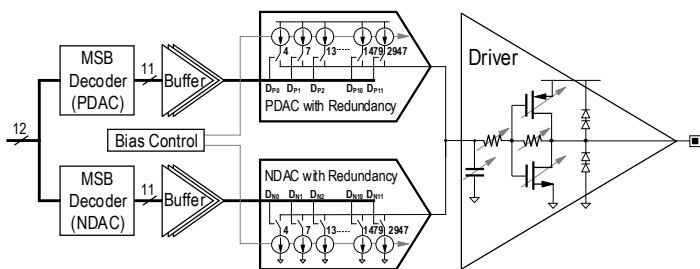 MSB
Decoder
(PDAC)
11
Buffer
4
7
13
1479
2947
DP0
DP1
DP2
DP10
DP11
PDAC with Redundancy
Driver
12
Bias Control
MSB
Decoder
(NDAC)
11
Buffer
NDAC with Redundancy
DN0
DN1
DN2
DN10
DN11
4
7
13
1479
2947